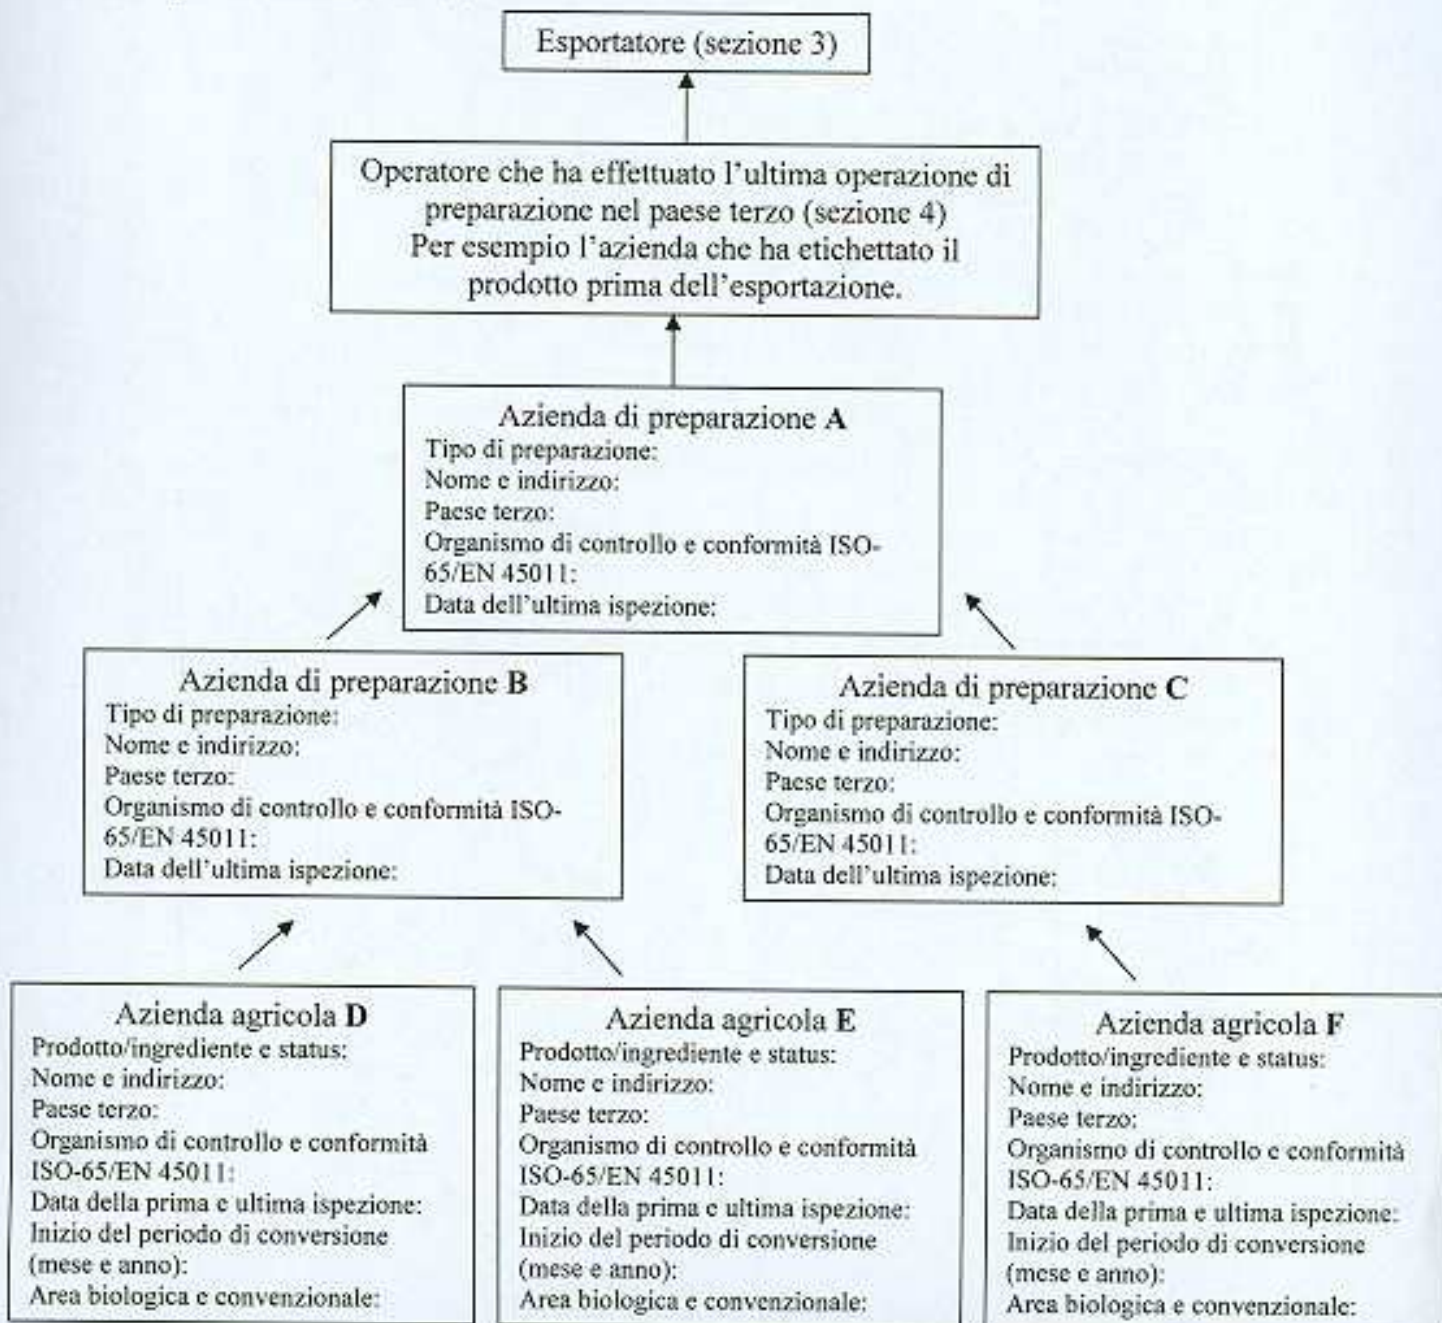 Esportatore (sezione 3)
Operatore che ha effettuato l'ultima operazione di
preparazione nel paese terzo (sezione 4)
Per esempio l'azienda che ha etichettato il
prodotto prima dell'esportazione.
Azienda di preparazione A
Tipo di preparazione:
Nome e indirizzo:
Paese terzo:
Organismo di controllo e conformità ISO-
65/EN 45011:
Data dell'ultima ispezione:
Azienda di preparazione B
Tipo di preparazione:
Nome e indirizzo:
Paese terzo:
Organismo di controllo e conformità ISO-
65/EN 45011:
Data dell'ultima ispezione:
Azienda di preparazione C
Tipo di preparazione:
Nome e indirizzo:
Paese terzo:
Organismo di controllo e conformità ISO-
65/EN 45011:
Data dell'ultima ispezione:
Azienda agricola D
Prodotto/ingrediente e status:
Nome e indirizzo:
Paese terzo:
Organismo di controllo e conformità
ISO-65/EN 45011:
Data della prima e ultima ispezione:
Inizio del periodo di conversione
(mese e anno):
Area biologica e convenzionale:
Azienda agricola E
Prodotto/ingrediente e status:
Nome e indirizzo:
Paese terzo:
Organismo di controllo e conformità
ISO-65/EN 45011:
Data della prima e ultima ispezione:
Inizio del periodo di conversione
(mese e anno):
Area biologica e convenzionale:
Azienda agricola F
Prodotto/ingrediente e status:
Nome e indirizzo:
Paese terzo:
Organismo di controllo e conformità
ISO-65/EN 45011:
Data della prima e ultima ispezione:
Inizio del periodo di conversione
(mese e anno):
Area biologica e convenzionale: